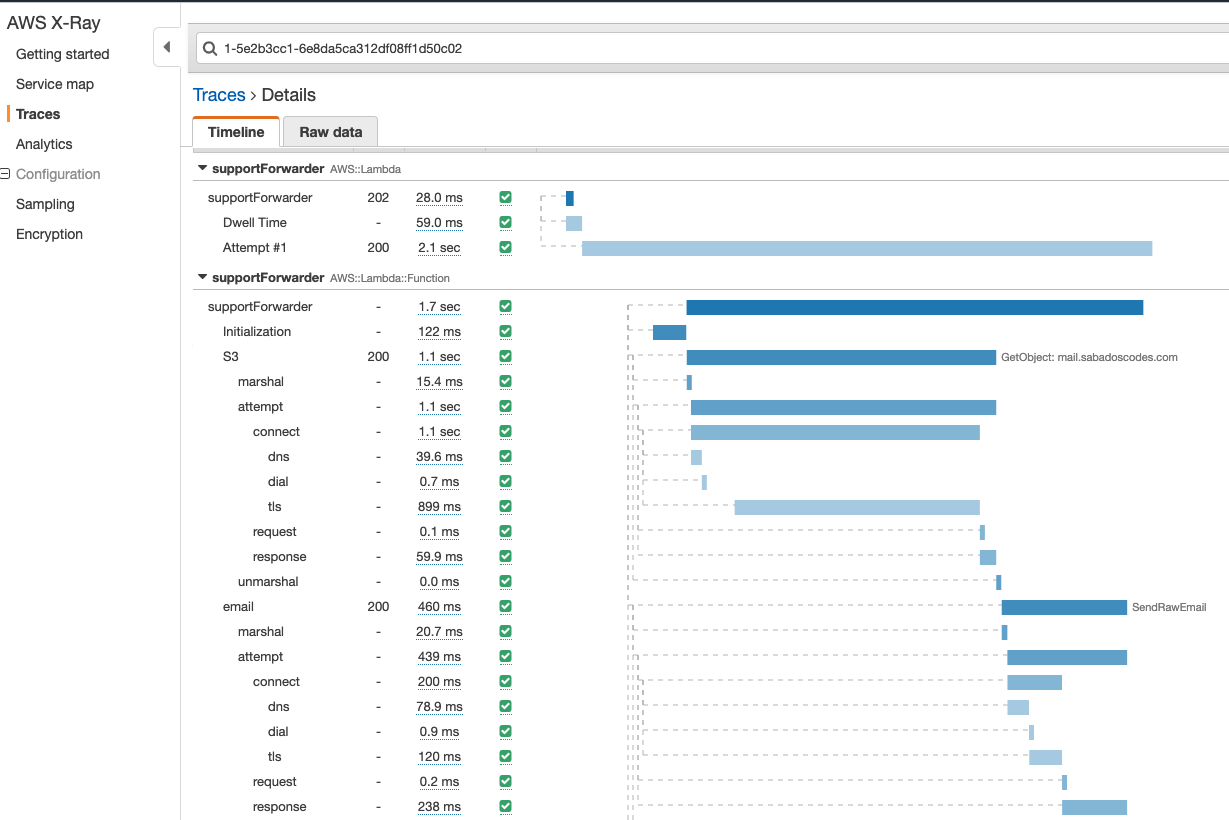 AWS X-Ray
Getting started
Service map
Traces
Analytics
Configuration
Sampling
Encryption
1-5e2b3cc1-6e8da5ca312df08ff1d50c02
Traces > Details
Timeline Raw data
supportForwarder AWS::Lambda
supportForwarder 202 28.0 ms
Dwell Time - 59.0 ms
Attempt #1 200 2.1 sec
supportForwarder AWS::Lambda::Function
supportForwarder - 1.7 sec
Initialization - 122 ms
S3 200 1.1 sec GetObject: mail.sabadoscodes.com
marshal - 15.4 ms
attempt - 1.1 sec
connect - 1.1 sec
dns - 39.6 ms
dial - 0.7 ms
tls - 899 ms
request - 0.1 ms
response - 59.9 ms
unmarshal - 0.0 ms
email 200 460 ms SendRawEmail
marshal - 20.7 ms
attempt - 439 ms
connect - 200 ms
dns - 78.9 ms
dial - 0.9 ms
tls - 120 ms
request - 0.2 ms
response - 238 ms